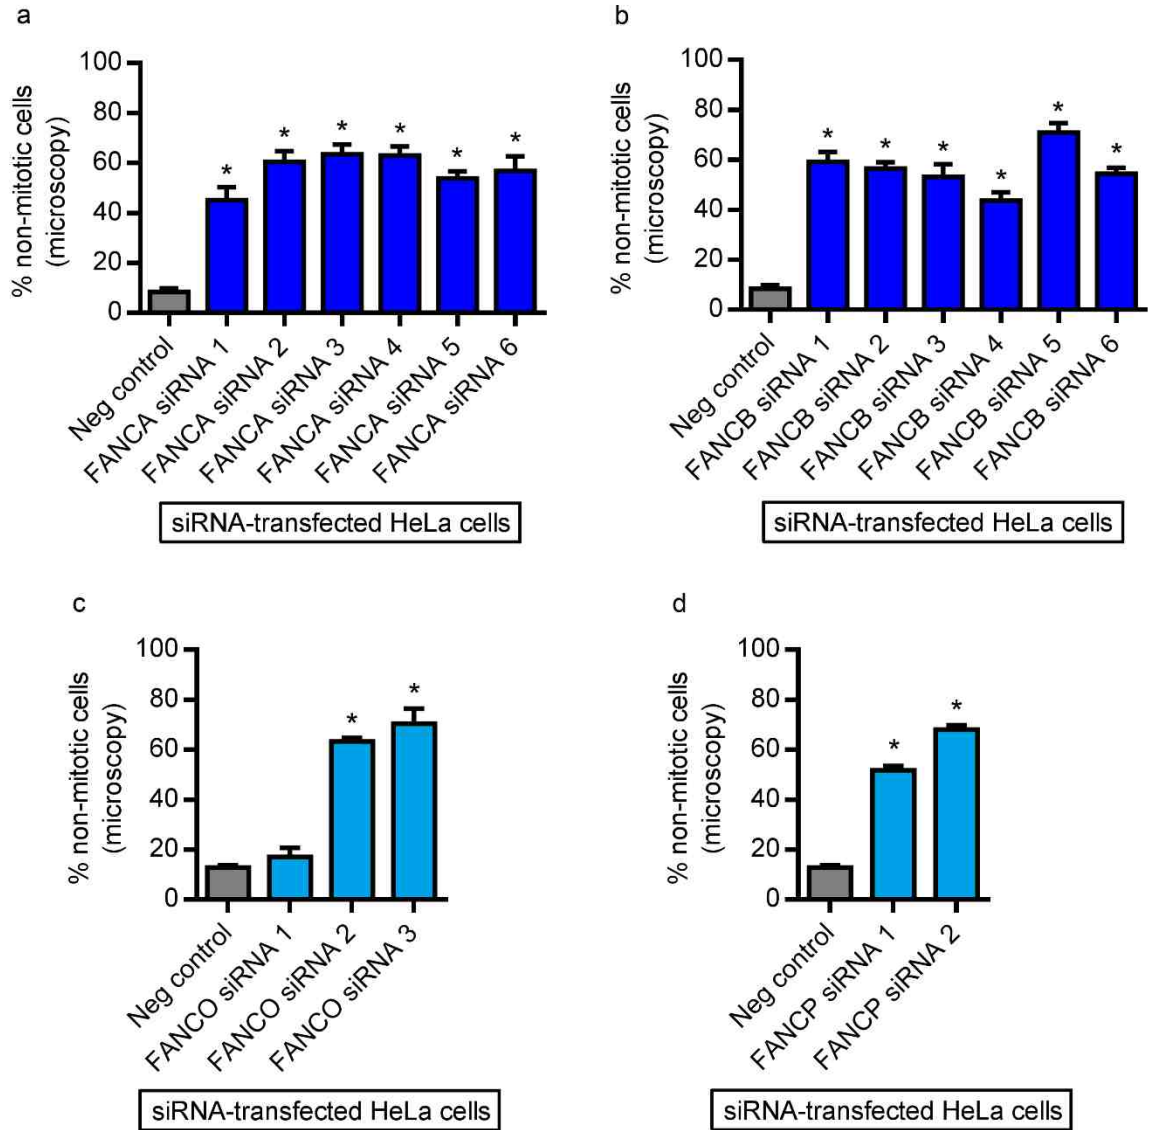 a
% non-mitotic cells
(microscopy)
100
80
60
40
20
0
*
*
*
*
*
*
Neg control
FANCA siRNA 1
FANCA siRNA 2
FANCA siRNA 3
FANCA siRNA 4
FANCA siRNA 5
FANCA siRNA 6
siRNA-transfected HeLa cells
b
% non-mitotic cells
(microscopy)
100
80
60
40
20
0
*
*
*
*
*
*
Neg control
FANCB siRNA 1
FANCB siRNA 2
FANCB siRNA 3
FANCB siRNA 4
FANCB siRNA 5
FANCB siRNA 6
siRNA-transfected HeLa cells
c
% non-mitotic cells
(microscopy)
100
80
60
40
20
0
*
*
Neg control
FANCO siRNA 1
FANCO siRNA 2
FANCO siRNA 3
siRNA-transfected HeLa cells
d
% non-mitotic cells
(microscopy)
100
80
60
40
20
0
*
*
Neg control
FANCP siRNA 1
FANCP siRNA 2
siRNA-transfected HeLa cells